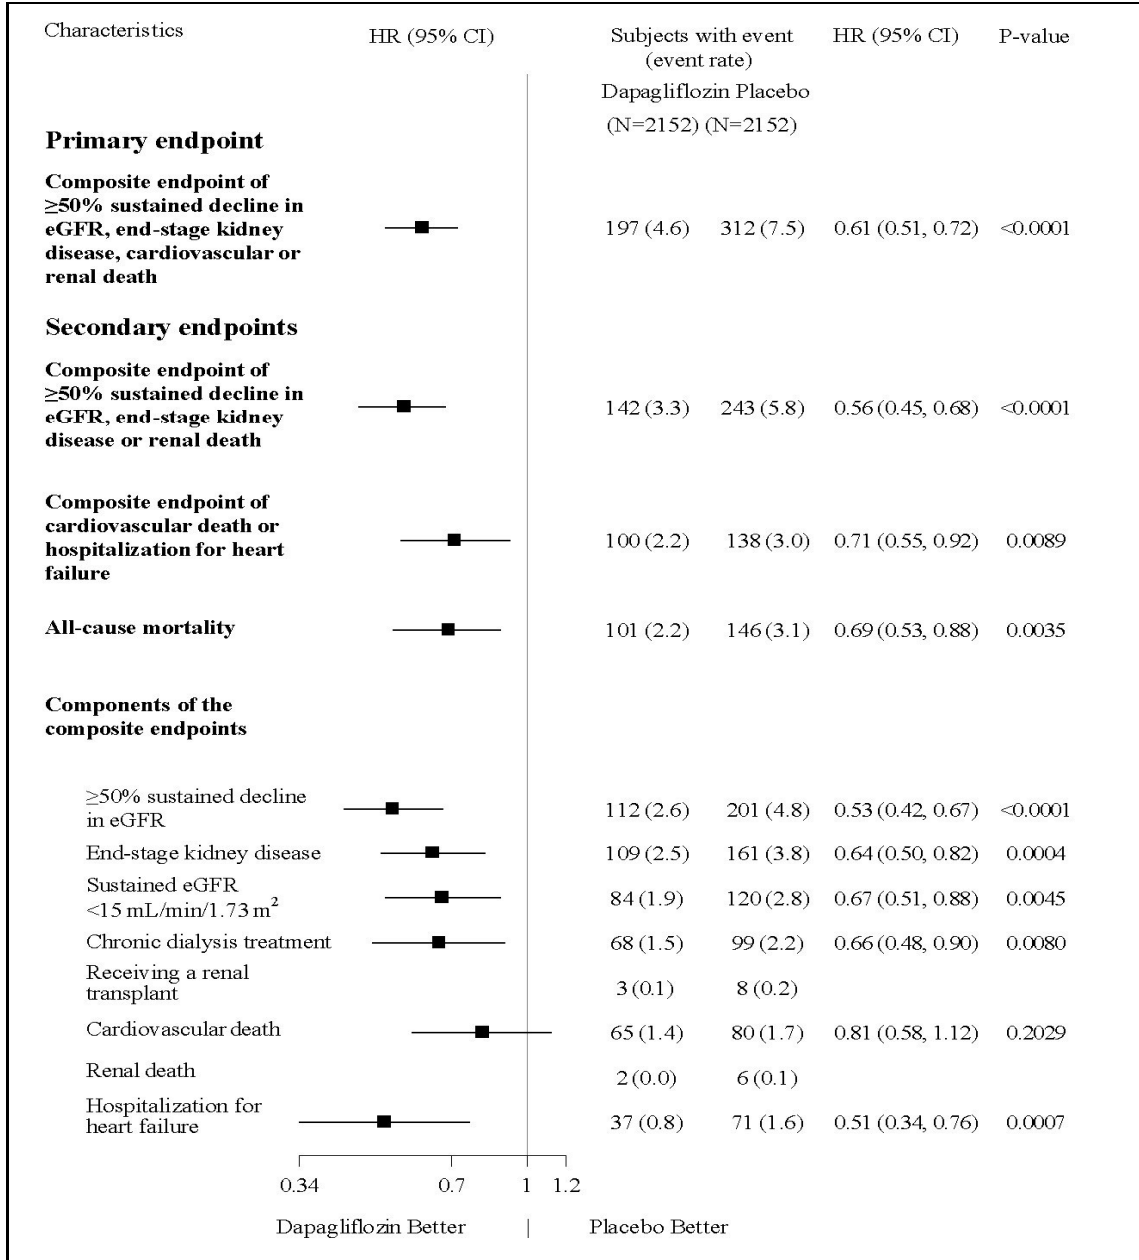 Characteristics HR (95% CI) Subjects with event HR (95% CI) P-value
(event rate)
Dapagliflozin Placebo
(N=2152) (N=2152)
Primary endpoint
Composite endpoint of
≥50% sustained decline in
eGFR, end-stage kidney 197 (4.6) 312 (7.5) 0.61 (0.51, 0.72) <0.0001
disease, cardiovascular or
renal death
Secondary endpoints
Composite endpoint of
≥50% sustained decline in
eGFR, end-stage kidney 142 (3.3) 243 (5.8) 0.56 (0.45, 0.68) <0.0001
disease or renal death
Composite endpoint of
cardiovascular death or
hospitalization for heart 100 (2.2) 138 (3.0) 0.71 (0.55, 0.92) 0.0089
failure
All-cause mortality 101 (2.2) 146 (3.1) 0.69 (0.53, 0.88) 0.0035
Components of the
composite endpoints
≥50% sustained decline
in eGFR 112 (2.6) 201 (4.8) 0.53 (0.42, 0.67) <0.0001
End-stage kidney disease 109 (2.5) 161 (3.8) 0.64 (0.50, 0.82) 0.0004
Sustained eGFR
<15 mL/min/1.73 m² 84 (1.9) 120 (2.8) 0.67 (0.51, 0.88) 0.0045
Chronic dialysis treatment 68 (1.5) 99 (2.2) 0.66 (0.48, 0.90) 0.0080
Receiving a renal
transplant 3 (0.1) 8 (0.2)
Cardiovascular death 65 (1.4) 80 (1.7) 0.81 (0.58, 1.12) 0.2029
Renal death 2 (0.0) 6 (0.1)
Hospitalization for
heart failure 37 (0.8) 71 (1.6) 0.51 (0.34, 0.76) 0.0007
0.34 0.7 1 1.2
Dapagliflozin Better | Placebo Better